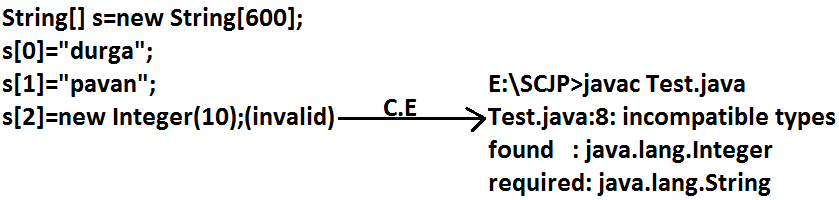 String[] s=new String[600];
s[0]="durga";
s[1]="pavan";
s[2]=new Integer(10);(invalid)
C.E
E:\SCJP>javac Test.java
Test.java:8: incompatible types
found   : java.lang.Integer
required: java.lang.String